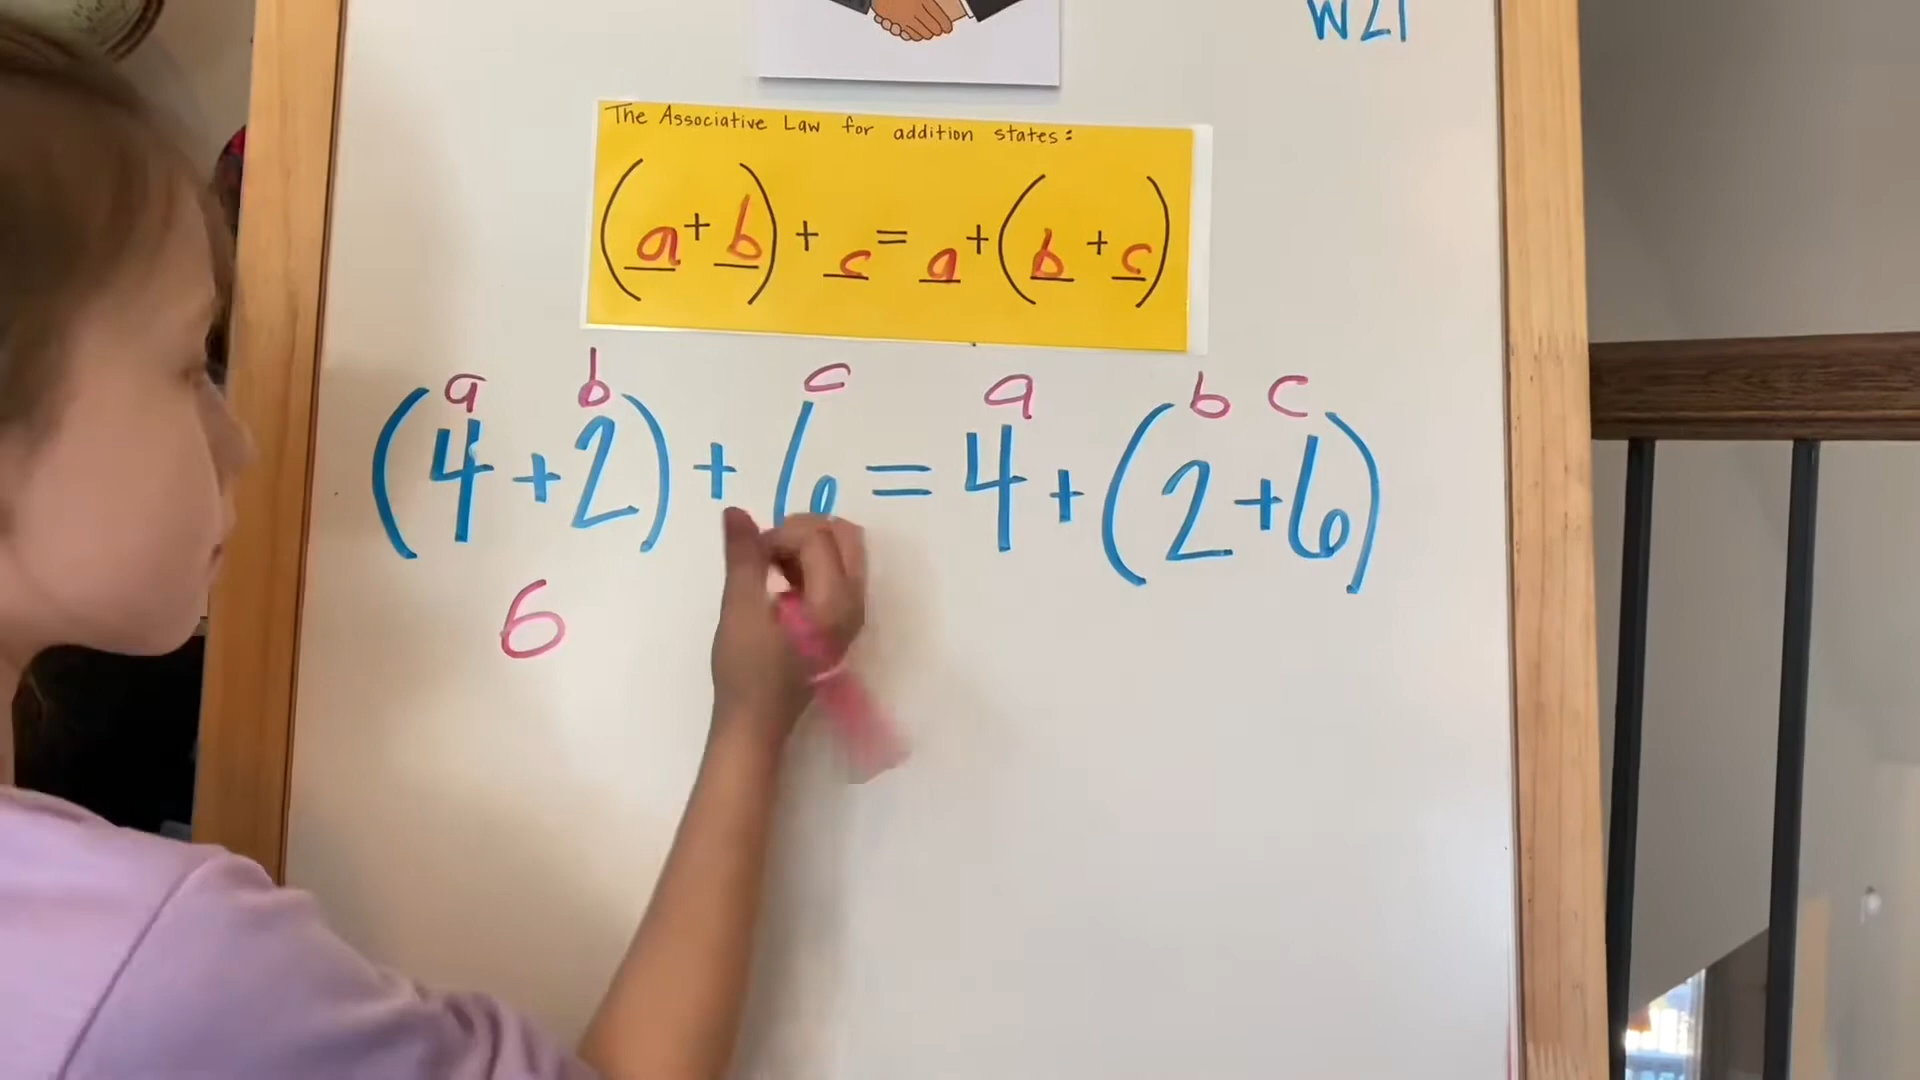 W21
The Associative Law for addition states:
(a + b) + c = a + (b + c)
a b c a b c
(4 + 2) + 6 = 4 + (2 + 6)
6